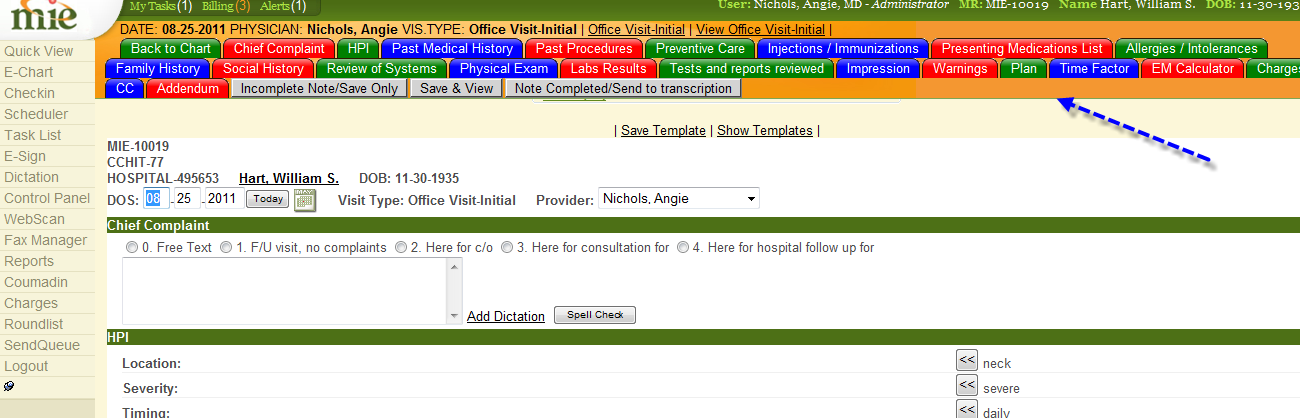 mie
My Tasks(1) Billing(3) Alerts(1)
User: Nichols, Angie, MD - Administrator MR: MIE-10019 Name Hart, William S. DOB: 11-30-193
DATE: 08-25-2011 PHYSICIAN: Nichols, Angie VIS.TYPE: Office Visit-Initial | Office Visit-Initial | View Office Visit-Initial |
Back to Chart Chief Complaint HPI Past Medical History Past Procedures Preventive Care Injections / Immunizations Presenting Medications List Allergies / Intolerances
Family History Social History Review of Systems Physical Exam Labs Results Tests and reports reviewed Impression Warnings Plan Time Factor EM Calculator Charges
CC Addendum Incomplete Note/Save Only Save & View Note Completed/Send to transcription
Quick View
E-Chart
Checkin
Scheduler
Task List
E-Sign
Dictation
Control Panel
WebScan
Fax Manager
Reports
Coumadin
Charges
Roundlist
SendQueue
Logout
| Save Template | Show Templates |
MIE-10019
CCHIT-77
HOSPITAL-495653 Hart, William S. DOB: 11-30-1935
DOS: 08 - 25 - 2011 Today MAY Visit Type: Office Visit-Initial Provider: Nichols, Angie
Chief Complaint
0. Free Text 1. F/U visit, no complaints 2. Here for c/o 3. Here for consultation for 4. Here for hospital follow up for
Add Dictation Spell Check
HPI
Location: << neck
Severity: << severe
Timing: << daily